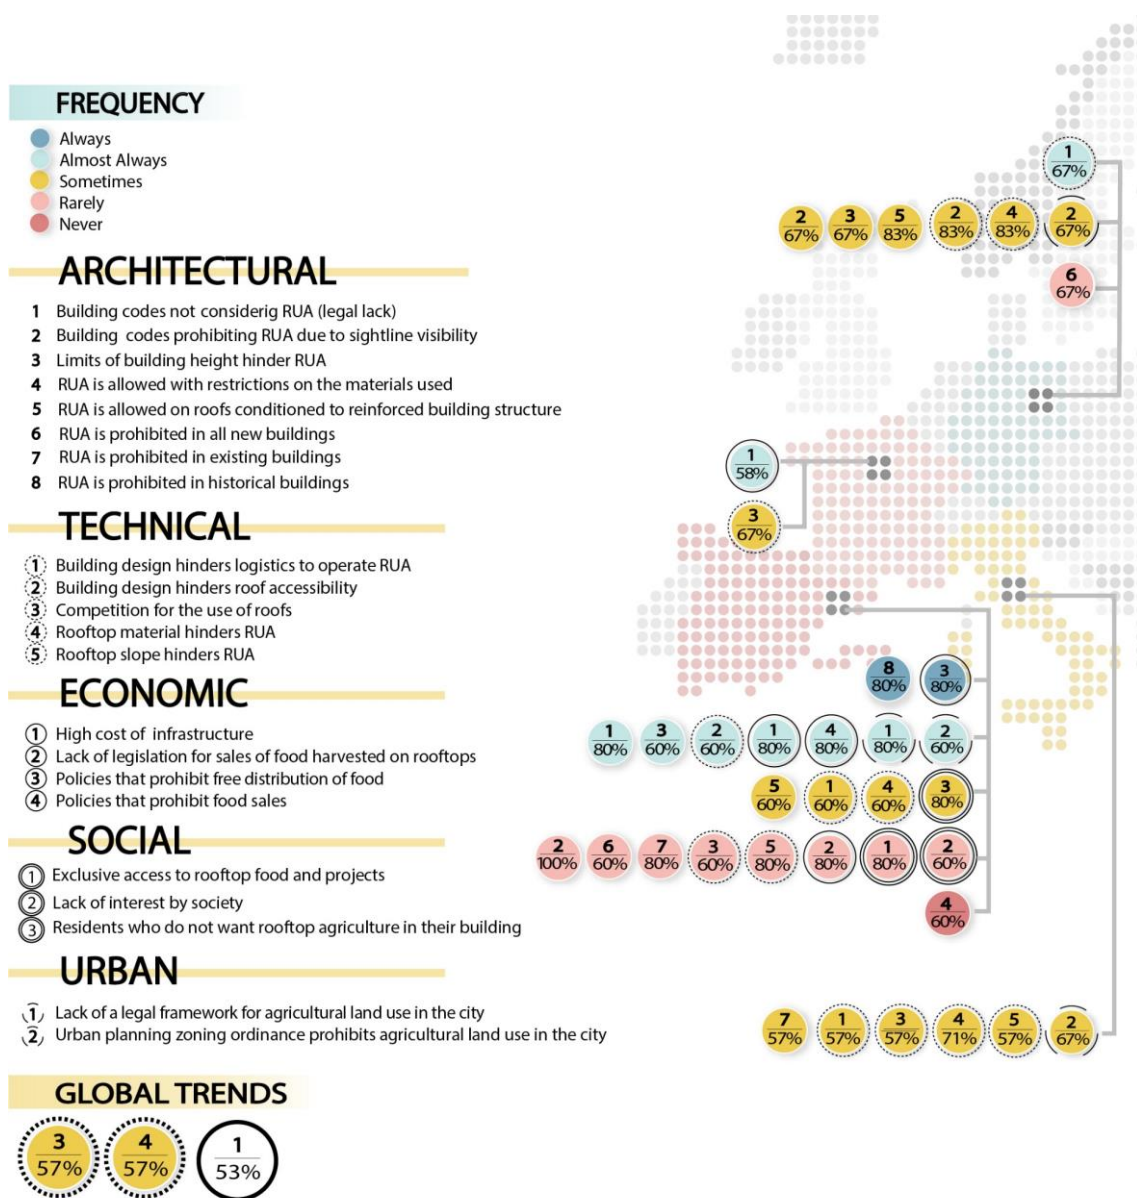 FREQUENCY
Always
Almost Always
Sometimes
Rarely
Never
ARCHITECTURAL
1 Building codes not considerig RUA (legal lack)
2 Building codes prohibiting RUA due to sightline visibility
3 Limits of building height hinder RUA
4 RUA is allowed with restrictions on the materials used
5 RUA is allowed on roofs conditioned to reinforced building structure
6 RUA is prohibited in all new buildings
7 RUA is prohibited in existing buildings
8 RUA is prohibited in historical buildings
TECHNICAL
1 Building design hinders logistics to operate RUA
2 Building design hinders roof accessibility
3 Competition for the use of roofs
4 Rooftop material hinders RUA
5 Rooftop slope hinders RUA
ECONOMIC
1 High cost of infrastructure
2 Lack of legislation for sales of food harvested on rooftops
3 Policies that prohibit free distribution of food
4 Policies that prohibit food sales
SOCIAL
1 Exclusive access to rooftop food and projects
2 Lack of interest by society
3 Residents who do not want rooftop agriculture in their building
URBAN
1 Lack of a legal framework for agricultural land use in the city
2 Urban planning zoning ordinance prohibits agricultural land use in the city
GLOBAL TRENDS
3 4 1
57% 57% 53%
1
67%
2 3 5 2 4 2
67% 67% 83% 83% 83% 67%
6
67%
1
58%
3
67%
8 3
80% 80%
1 3 2 1 4 1 2
80% 60% 60% 80% 80% 80% 60%
5 1 4 3
60% 60% 60% 80%
2 6 7 3 5 2 1 2
100% 60% 80% 60% 80% 80% 80% 60%
4
60%
7 1 3 4 5 2
57% 57% 57% 71% 57% 67%